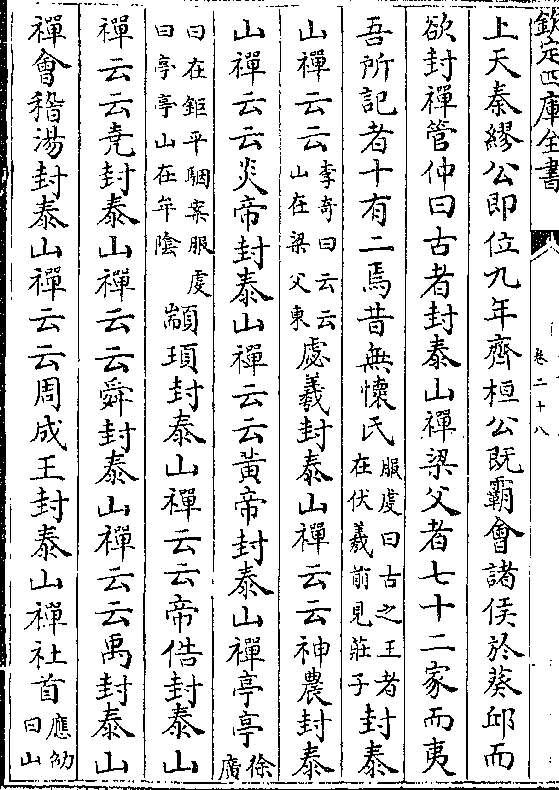 欽定四庫全書
卷二十八
上天秦繆公即位九年齊桓公既霸會諸侯於葵邱而
欲封禪管仲曰古者封泰山禪梁父者七十二家而夷
吾所記者十有二焉昔無懷氏服虔曰古之王者在伏羲前見莊子封泰
山禪云云李奇曰云云山在梁父東虙羲封泰山禪云云神農封泰
山禪云云炎帝封泰山禪云云黃帝封泰山禪亭亭徐廣
曰在鉅平駰案服虔曰亭亭山在牟陰顓頊封泰山禪云云帝俈封泰山
禪云云堯封泰山禪云云舜封泰山禪云云禹封泰山
禪會稽湯封泰山禪云云周成王封泰山禪社首應劭曰山